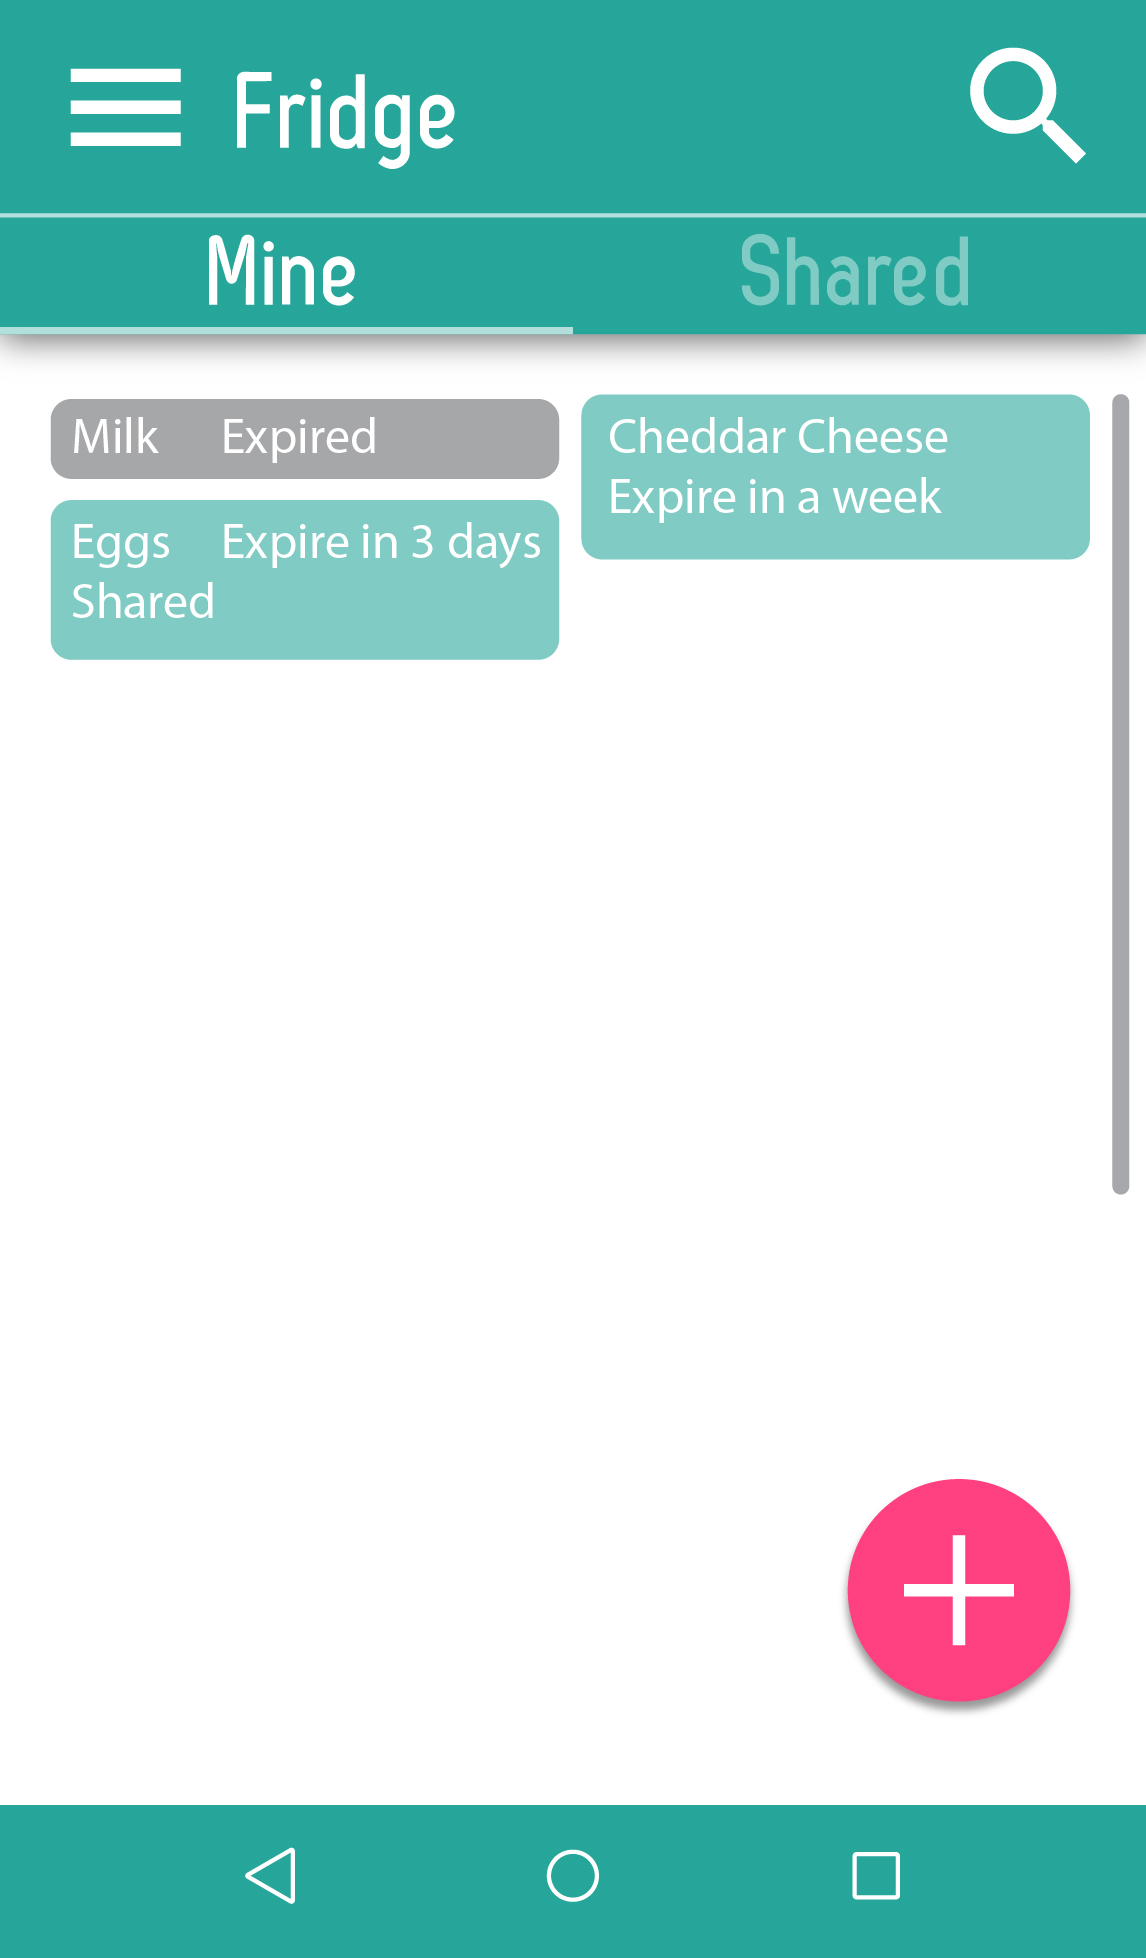 Fridge
Mine Shared
Milk Expired
Eggs Expire in 3 days
Shared
Cheddar Cheese
Expire in a week